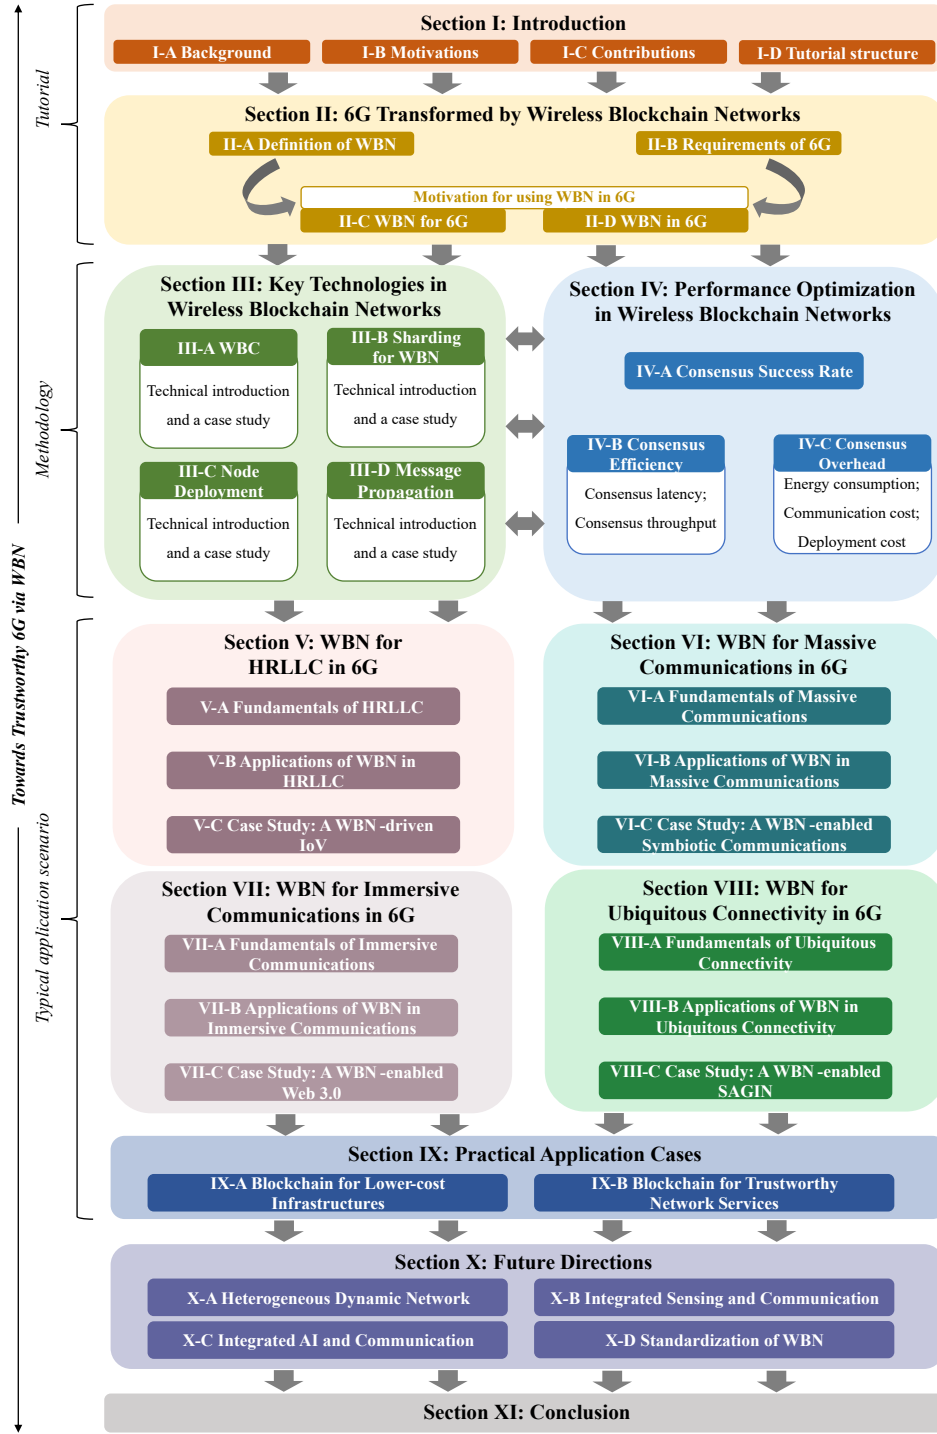 Section I: Introduction
I-A Background
I-B Motivations
I-C Contributions
I-D Tutorial structure
Tutorial
Section II: 6G Transformed by Wireless Blockchain Networks
II-A Definition of WBN
II-B Requirements of 6G
Motivation for using WBN in 6G
II-C WBN for 6G
II-D WBN in 6G
Methodology
Section III: Key Technologies in
Wireless Blockchain Networks
III-A WBC
Technical introduction
and a case study
III-B Sharding
for WBN
Technical introduction
and a case study
III-C Node
Deployment
Technical introduction
and a case study
III-D Message
Propagation
Technical introduction
and a case study
Section IV: Performance Optimization
in Wireless Blockchain Networks
IV-A Consensus Success Rate
IV-B Consensus
Efficiency
Consensus latency;
Consensus throughput
IV-C Consensus
Overhead
Energy consumption;
Communication cost;
Deployment cost
Towards Trustworthy 6G via WBN
Typical application scenario
Section V: WBN for
HRLLC in 6G
V-A Fundamentals of HRLLC
V-B Applications of WBN in
HRLLC
V-C Case Study: A WBN -driven
IoV
Section VI: WBN for Massive
Communications in 6G
VI-A Fundamentals of Massive
Communications
VI-B Applications of WBN in
Massive Communications
VI-C Case Study: A WBN -enabled
Symbiotic Communications
Section VII: WBN for Immersive
Communications in 6G
VII-A Fundamentals of Immersive
Communications
VII-B Applications of WBN in
Immersive Communications
VII-C Case Study: A WBN -enabled
Web 3.0
Section VIII: WBN for
Ubiquitous Connectivity in 6G
VIII-A Fundamentals of Ubiquitous
Connectivity
VIII-B Applications of WBN in
Ubiquitous Connectivity
VIII-C Case Study: A WBN -enabled
SAGIN
Section IX: Practical Application Cases
IX-A Blockchain for Lower-cost
Infrastructures
IX-B Blockchain for Trustworthy
Network Services
Section X: Future Directions
X-A Heterogeneous Dynamic Network
X-B Integrated Sensing and Communication
X-C Integrated AI and Communication
X-D Standardization of WBN
Section XI: Conclusion